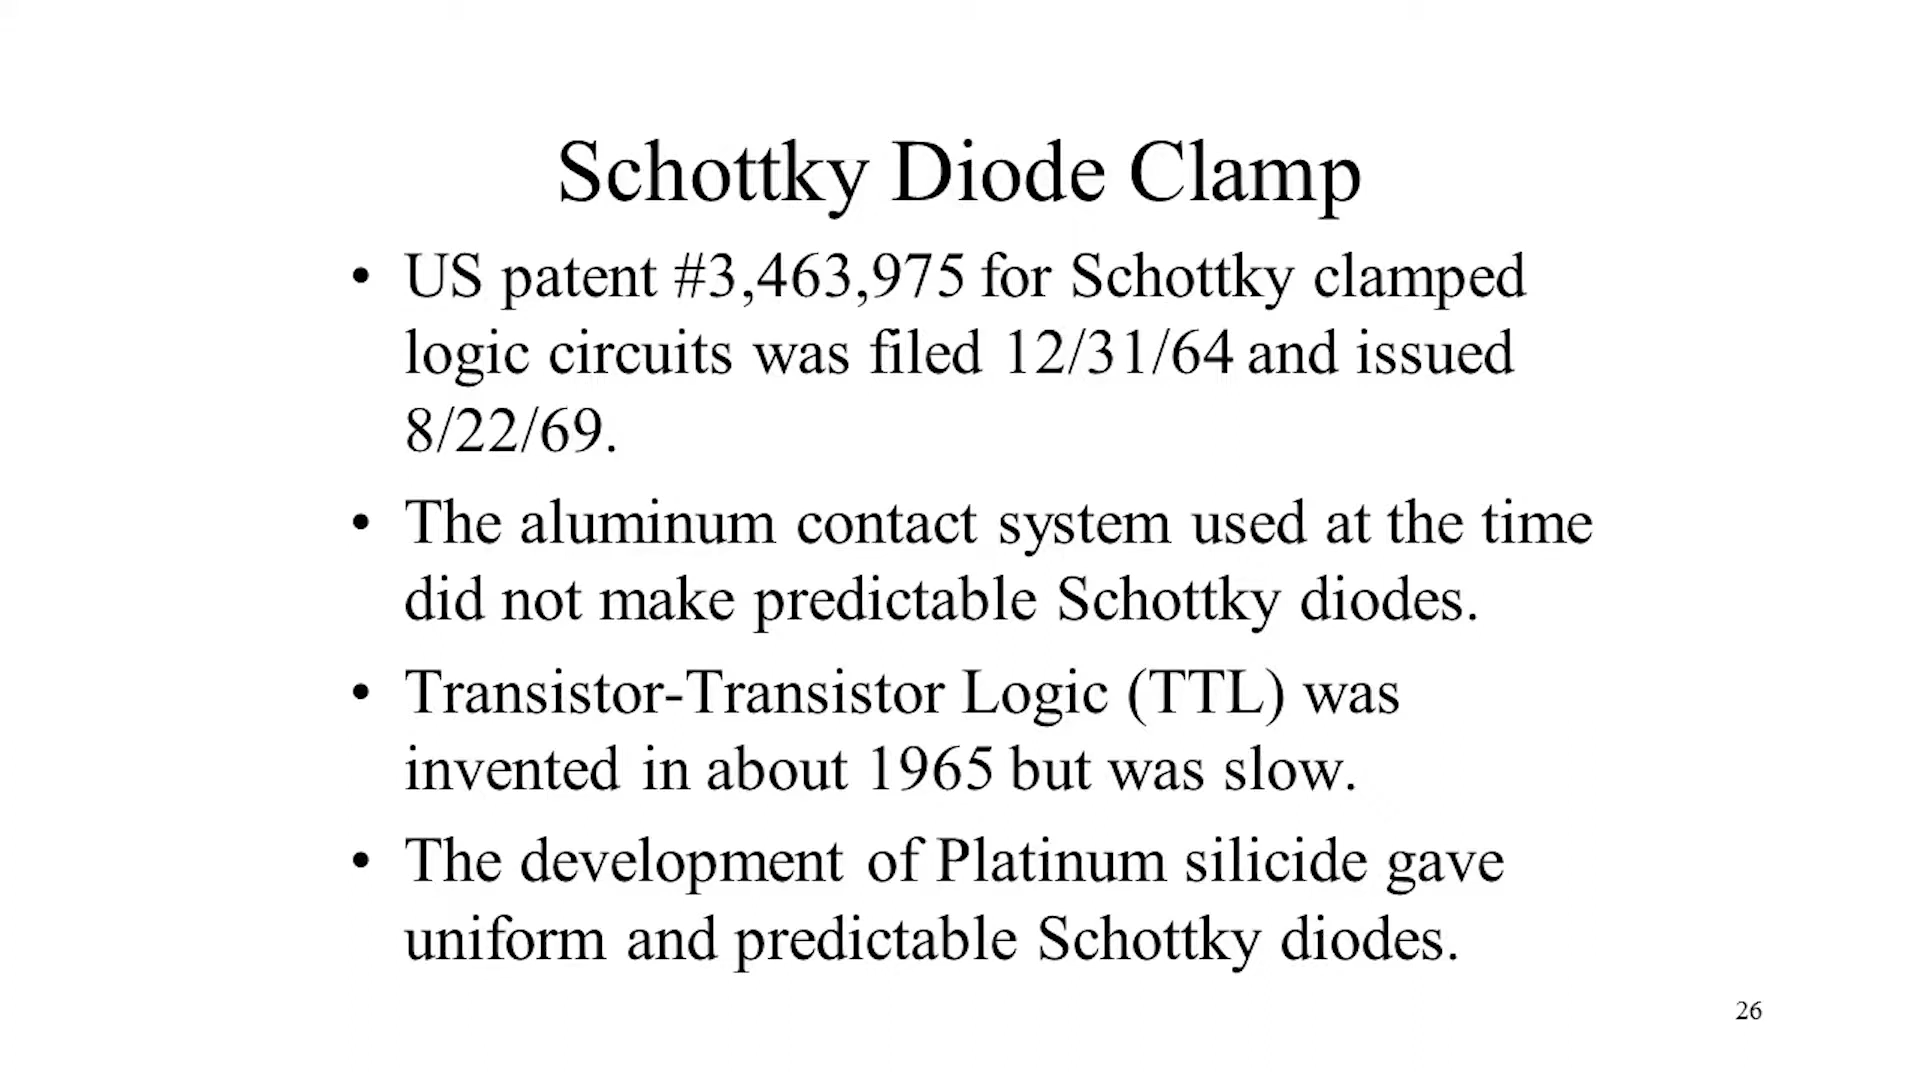 Schottky Diode Clamp
• US patent #3,463,975 for Schottky clamped
logic circuits was filed 12/31/64 and issued
8/22/69.
• The aluminum contact system used at the time
did not make predictable Schottky diodes.
• Transistor-Transistor Logic (TTL) was
invented in about 1965 but was slow.
• The development of Platinum silicide gave
uniform and predictable Schottky diodes.
26